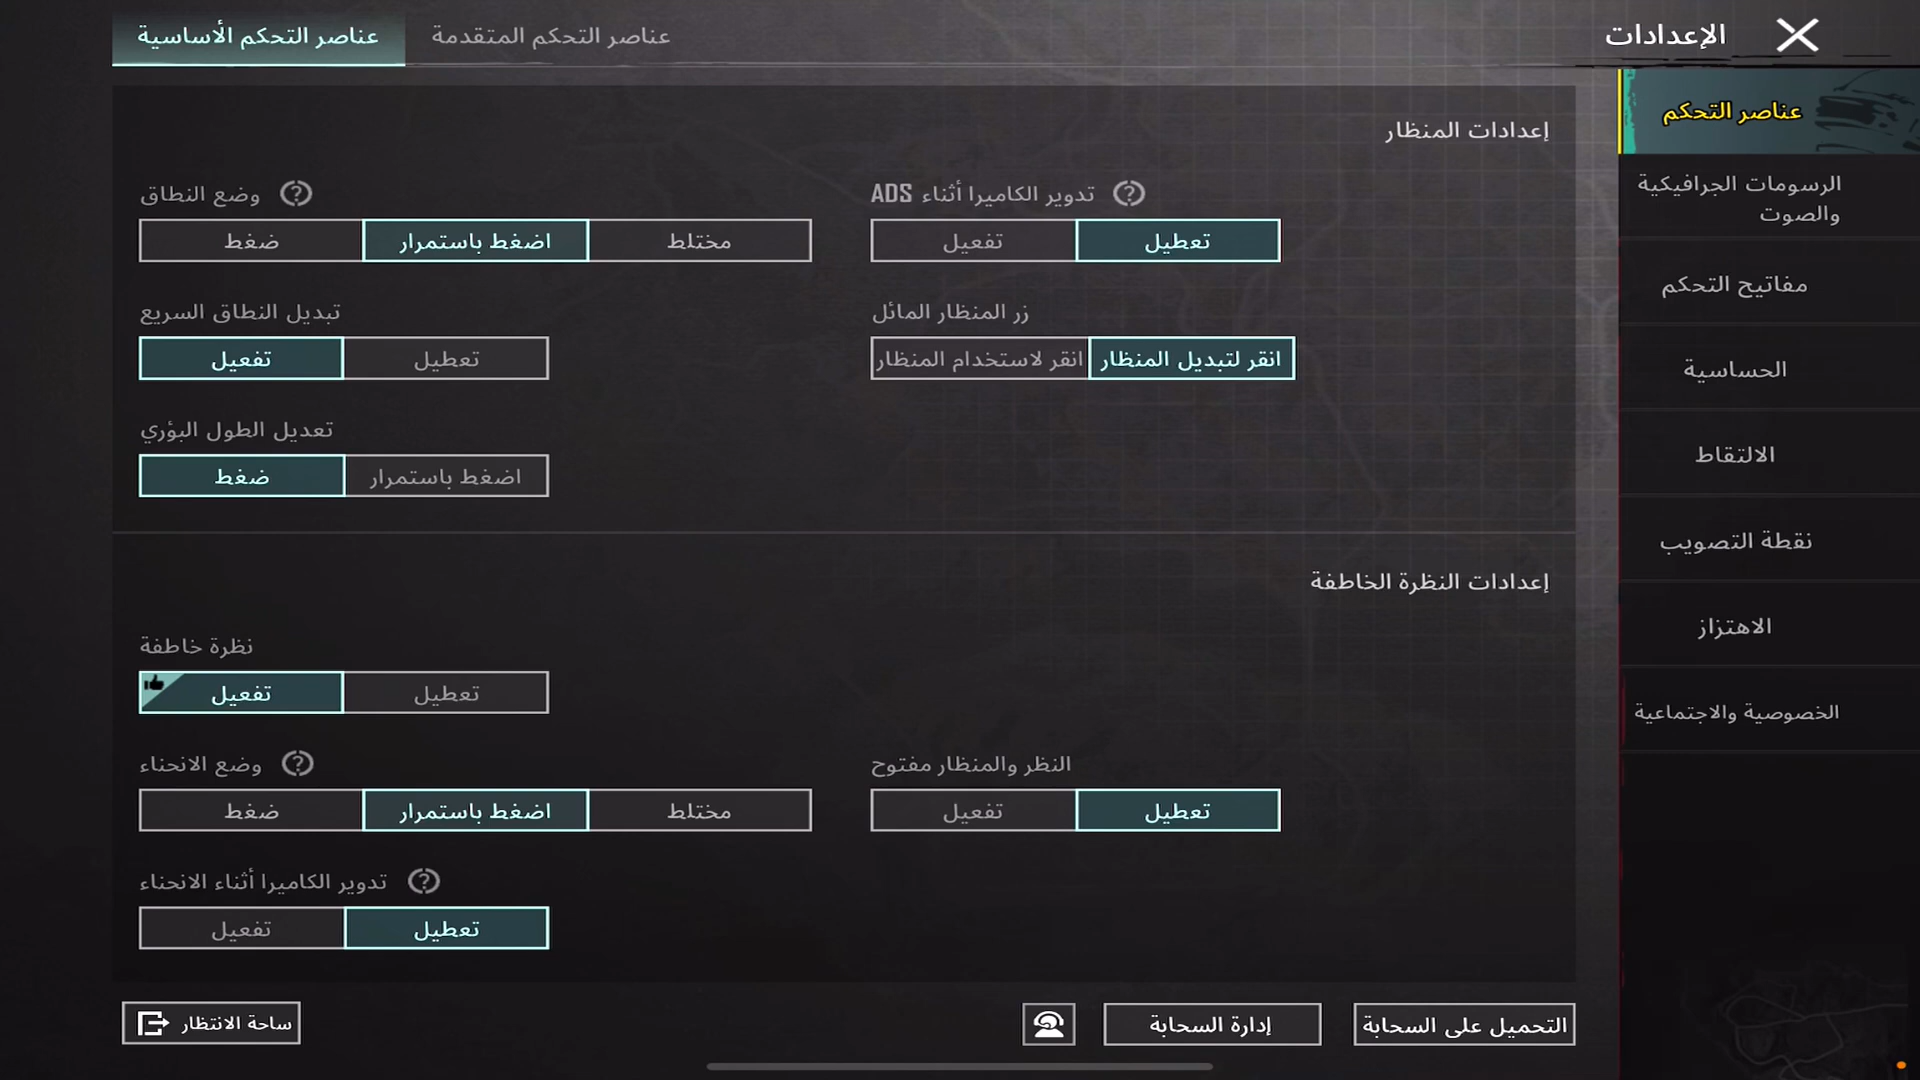 الإعدادات
عناصر التحكم الأساسية
عناصر التحكم المتقدمة
عناصر التحكم
الرسومات الجرافيكية
والصوت
مفاتيح التحكم
الحساسية
الالتقاط
نقطة التصويب
الاهتزاز
الخصوصية والاجتماعية
إعدادات المنظار
وضع النطاق ?
ضغط
اضغط باستمرار
مختلط
تدوير الكاميرا أثناء ADS ?
تفعيل
تعطيل
تبديل النطاق السريع
تفعيل
تعطيل
زر المنظار المائل
انقر لاستخدام المنظار
انقر لتبديل المنظار
تعديل الطول البؤري
ضغط
اضغط باستمرار
إعدادات النظرة الخاطفة
نظرة خاطفة
تفعيل
تعطيل
وضع الانحناء ?
ضغط
اضغط باستمرار
مختلط
النظر والمنظار مفتوح
تفعيل
تعطيل
تدوير الكاميرا أثناء الانحناء ?
تفعيل
تعطيل
ساحة الانتظار
إدارة السحابة
التحميل على السحابة